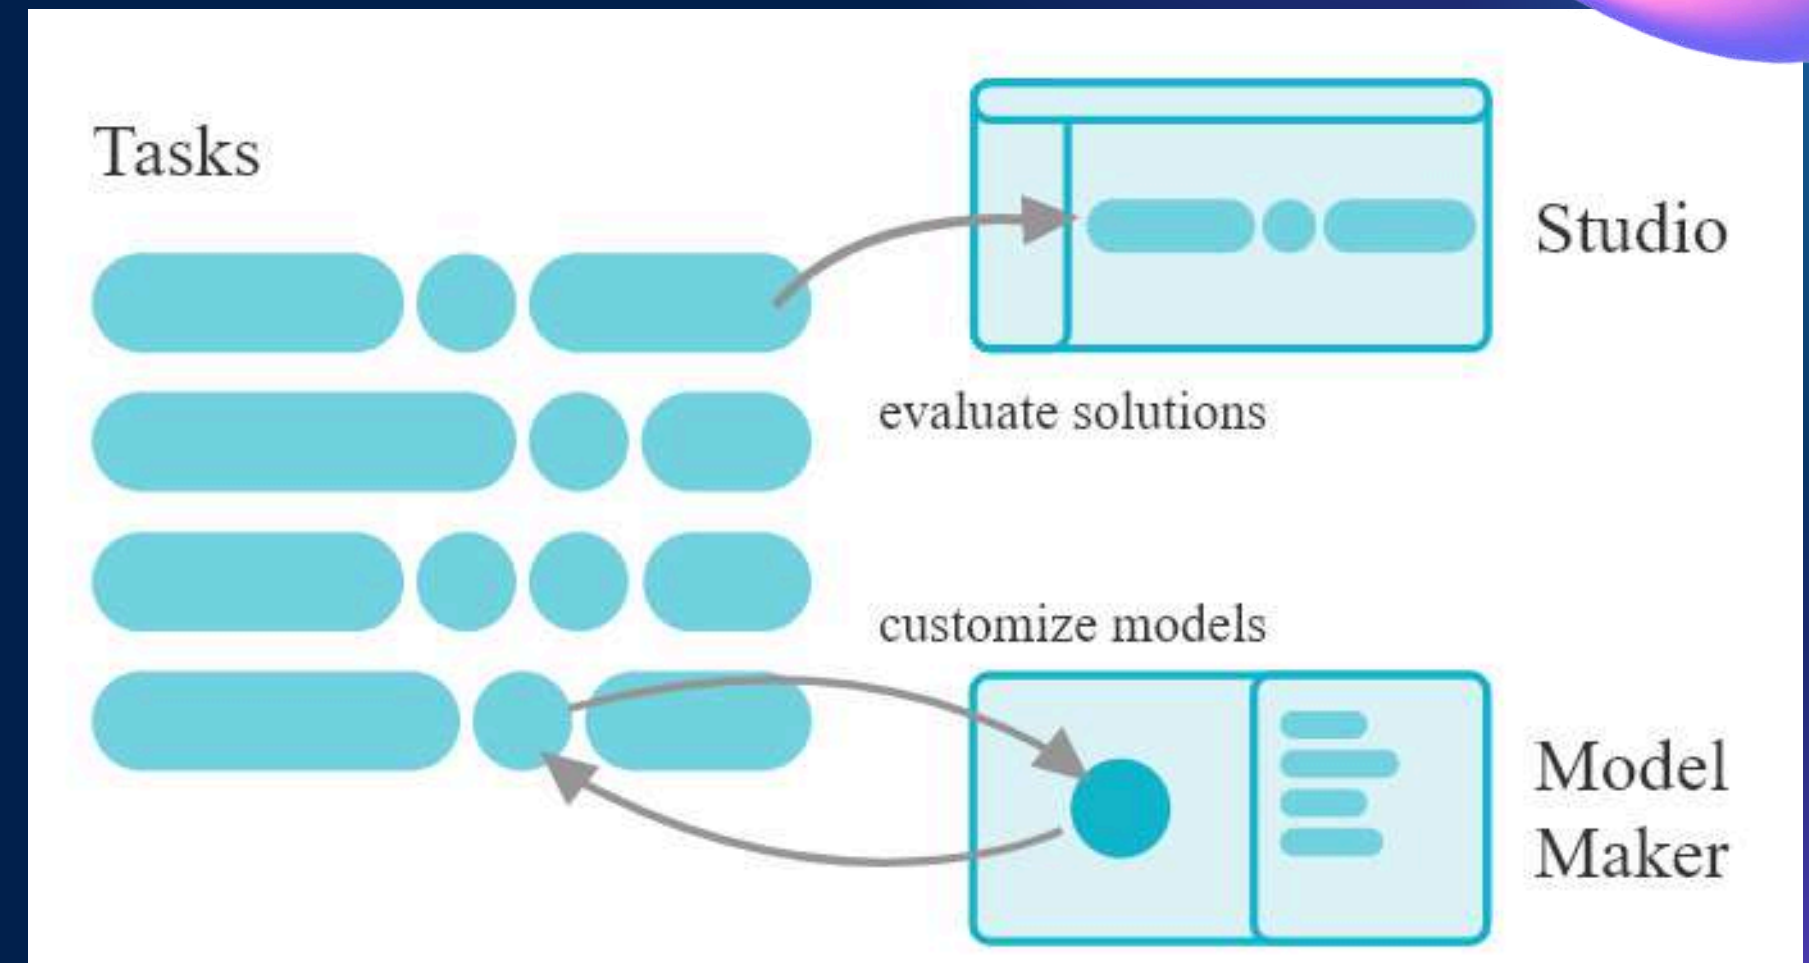 Tasks
Studio
evaluate solutions
customize models
Model
Maker